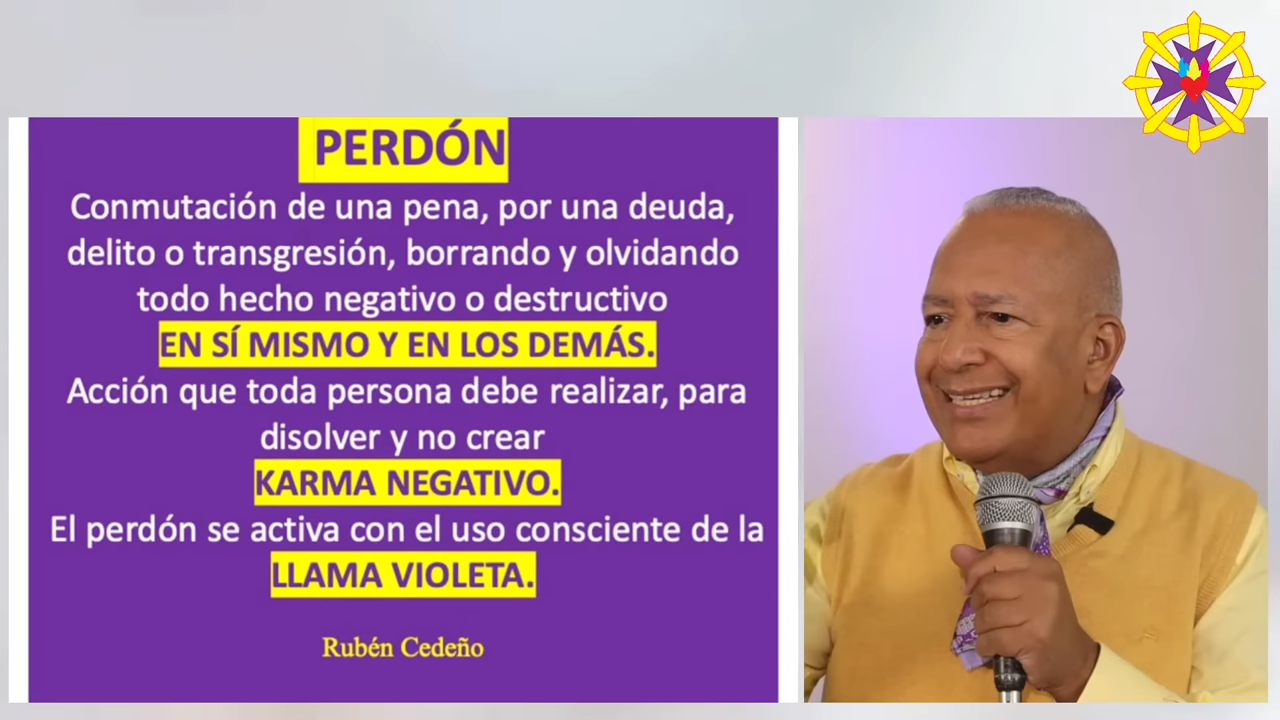 PERDÓN
Conmutación de una pena, por una deuda,
delito o transgresión, borrando y olvidando
todo hecho negativo o destructivo
EN SÍ MISMO Y EN LOS DEMÁS.
Acción que toda persona debe realizar, para
disolver y no crear
KARMA NEGATIVO.
El perdón se activa con el uso consciente de la
LLAMA VIOLETA.
Rubén Cedeño